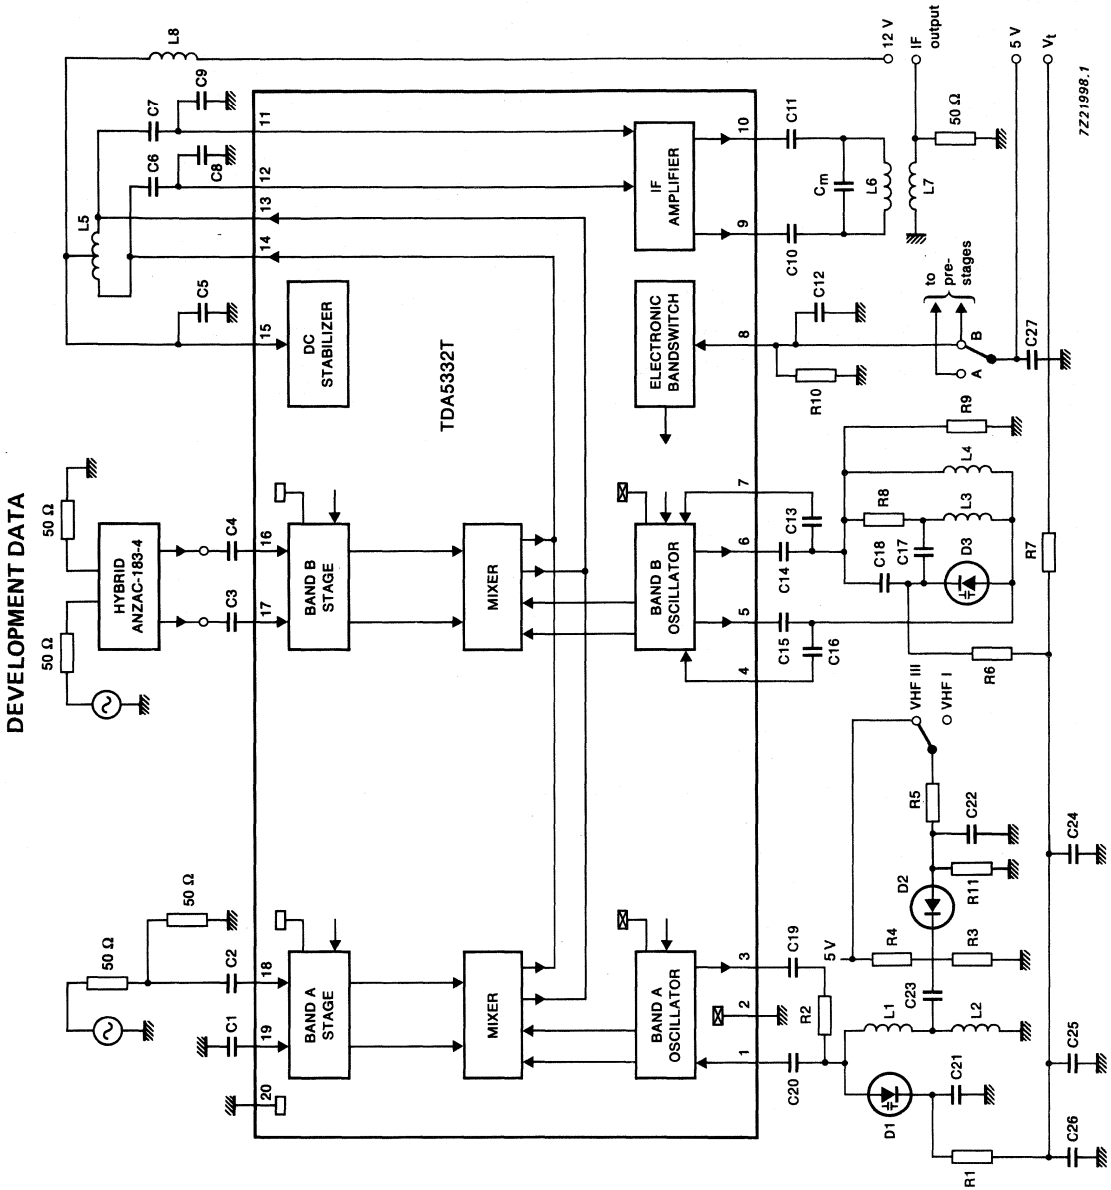 DEVELOPMENT DATA
50 Ω
50 Ω
HYBRID
ANZAC-183-4
50 Ω
50 Ω
L8
L5
C7
C9
C6
C8
C5
C4
C3
C2
C1
20
19
18
17
16
15
14
13
12
11
BAND A
STAGE
BAND B
STAGE
DC
STABILIZER
TDA5332T
MIXER
MIXER
BAND A
OSCILLATOR
BAND B
OSCILLATOR
ELECTRONIC
BANDSWITCH
IF
AMPLIFIER
1
2
3
4
5
6
7
8
9
10
C20
C19
C15
C16
C14
C13
R10
C12
C10
C11
Cm
L6
L7
50 Ω
12 V
IF
output
5 V
Vt
to
pre-
stages
A
B
C27
R2
L1
C23
L2
D1
C21
R1
C26
C25
C24
5 V
R4
R3
D2
R11
C22
R5
VHF III
VHF I
R6
R7
C18
C17
D3
R8
L3
L4
R9
7Z21998.1